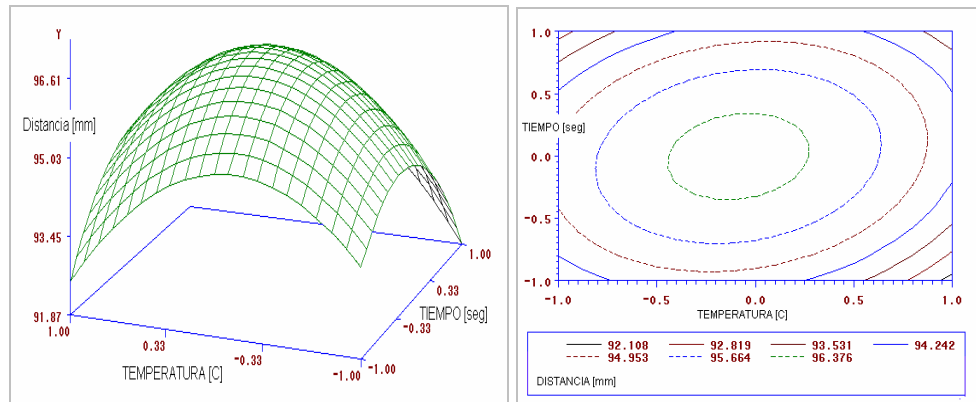 Y
96.61
Distancia [mm]
95.03
93.45
91.87
1.00
0.33
-0.33
-1.00
TEMPERATURA [C]
-1.00
-0.33
0.33
1.00
TIEMPO [seg]
1.0
0.5
TIEMPO [seg]
0.0
-0.5
-1.0
-1.0 -0.5 0.0 0.5 1.0
TEMPERATURA [C]
92.108 92.819 93.531 94.242
94.953 95.664 96.376
DISTANCIA [mm]